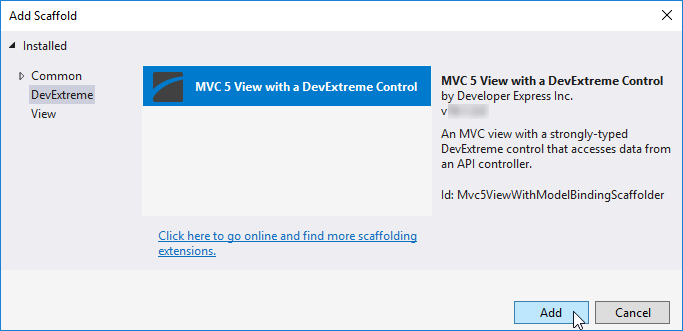 Add Scaffold
Installed
Common
DevExtreme
View
MVC 5 View with a DevExtreme Control
MVC 5 View with a DevExtreme Control
by Developer Express Inc.
v
An MVC view with a strongly-typed
DevExtreme control that accesses data from
an API controller.
Id: Mvc5ViewWithModelBindingScaffolder
Click here to go online and find more scaffolding
extensions.
Add
Cancel